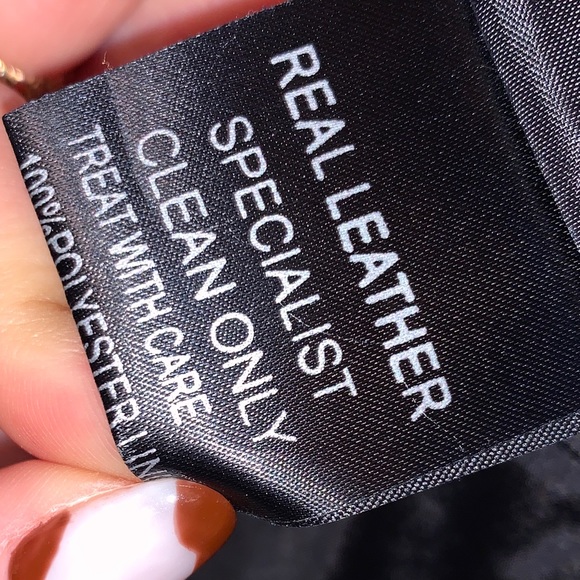 REAL LEATHER
SPECIALIST
CLEAN ONLY
TREAT WITH CARE
100%POLYESTER